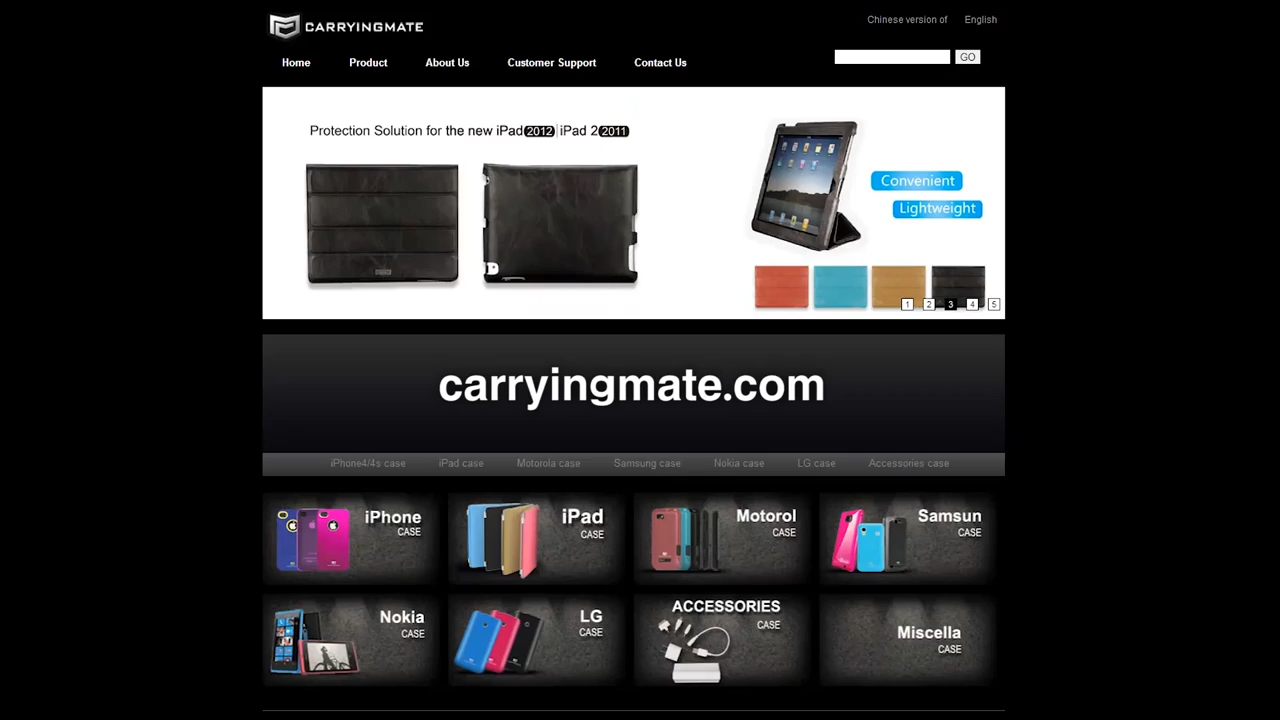 CARRYINGMATE
Chinese version of English
Home Product About Us Customer Support Contact Us
GO
Protection Solution for the new iPad 2012 | iPad 2 2011
Convenient
Lightweight
1 2 3 4 5
carryingmate.com
iPhone4/4s case iPad case Motorola case Samsung case Nokia case LG case Accessories case
iPhone CASE
iPad CASE
Motorol CASE
Samsun CASE
Nokia CASE
LG CASE
ACCESSORIES CASE
Miscella CASE